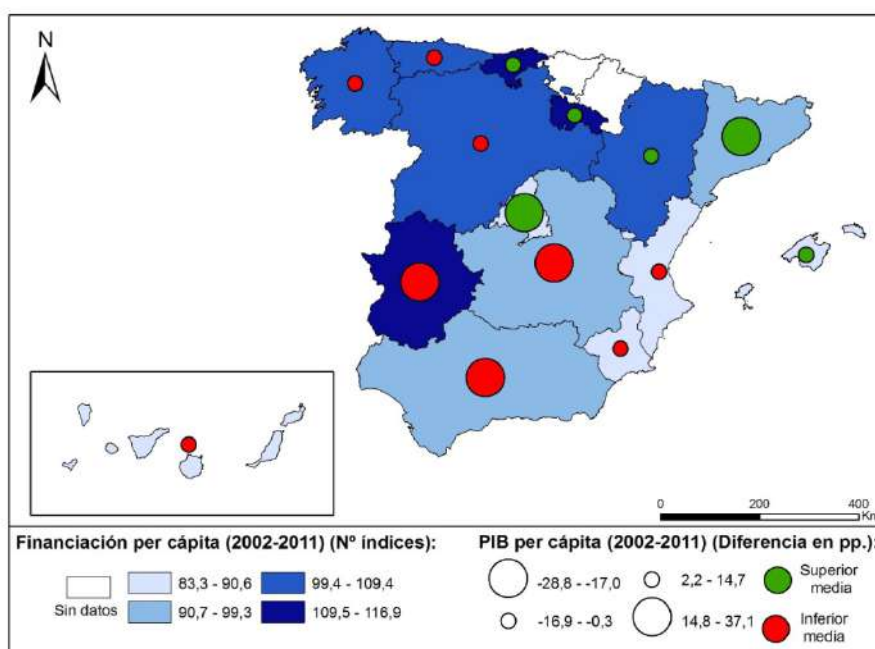 N
0 200 400
Km
Financiación per cápita (2002-2011) (Nº índices):
Sin datos
83,3 - 90,6
99,4 - 109,4
90,7 - 99,3
109,5 - 116,9
PIB per cápita (2002-2011) (Diferencia en pp.):
-28,8 - -17,0
2,2 - 14,7
Superior
media
-16,9 - -0,3
14,8 - 37,1
Inferior
media